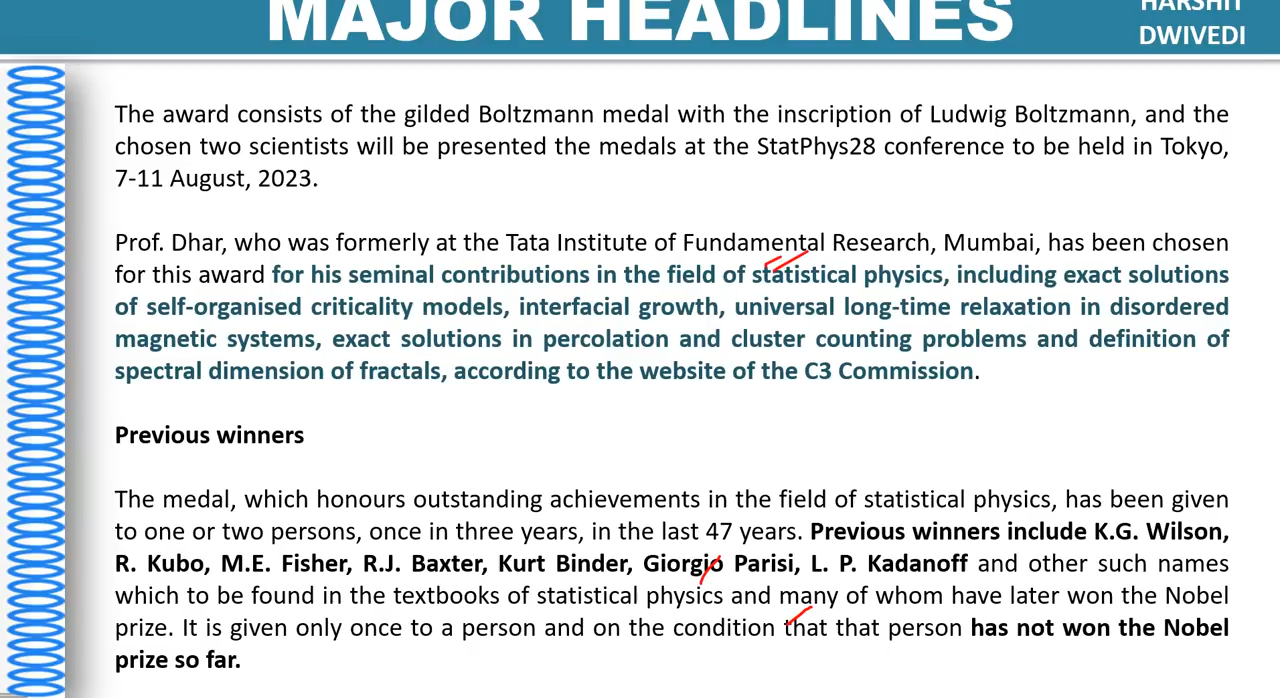 MAJOR HEADLINES
HARSHIT
DWIVEDI
The award consists of the gilded Boltzmann medal with the inscription of Ludwig Boltzmann, and the
chosen two scientists will be presented the medals at the StatPhys28 conference to be held in Tokyo,
7-11 August, 2023.
Prof. Dhar, who was formerly at the Tata Institute of Fundamental Research, Mumbai, has been chosen
for this award for his seminal contributions in the field of statistical physics, including exact solutions
of self-organised criticality models, interfacial growth, universal long-time relaxation in disordered
magnetic systems, exact solutions in percolation and cluster counting problems and definition of
spectral dimension of fractals, according to the website of the C3 Commission.
Previous winners
The medal, which honours outstanding achievements in the field of statistical physics, has been given
to one or two persons, once in three years, in the last 47 years. Previous winners include K.G. Wilson,
R. Kubo, M.E. Fisher, R.J. Baxter, Kurt Binder, Giorgio Parisi, L. P. Kadanoff and other such names
which to be found in the textbooks of statistical physics and many of whom have later won the Nobel
prize. It is given only once to a person and on the condition that that person has not won the Nobel
prize so far.